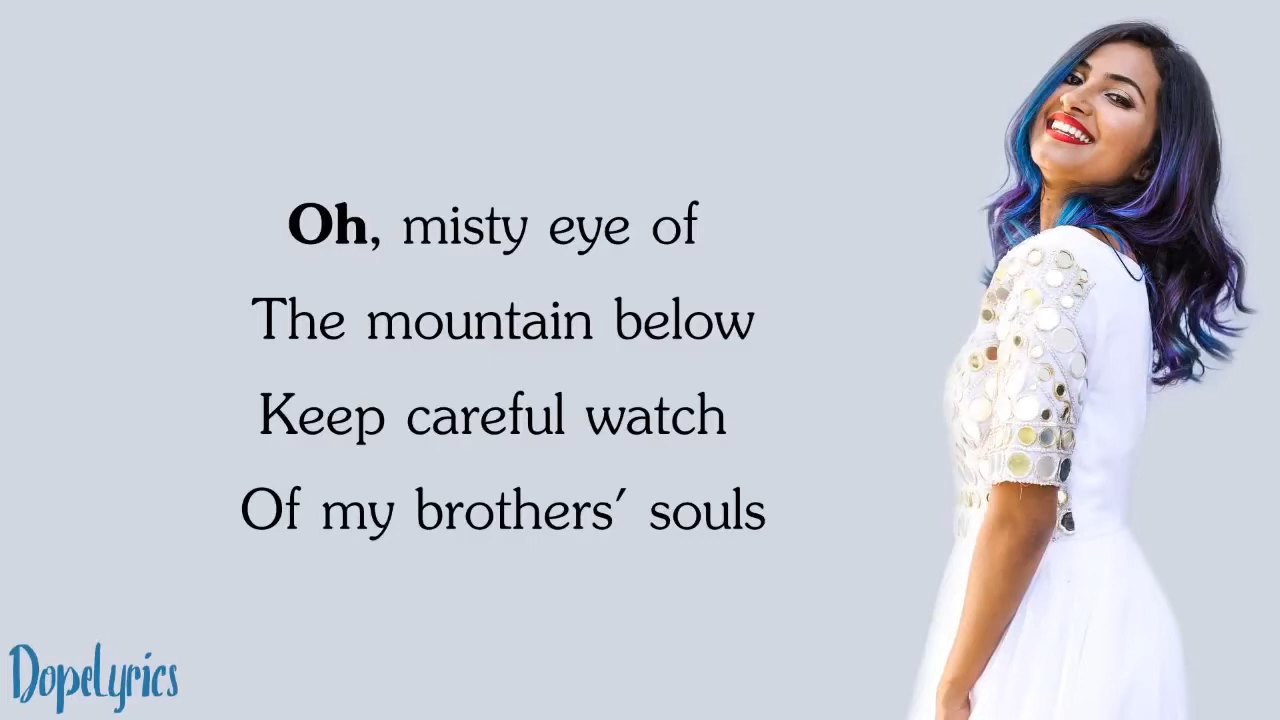 Oh, misty eye of
The mountain below
Keep careful watch
Of my brothers’ souls
DopeLyrics